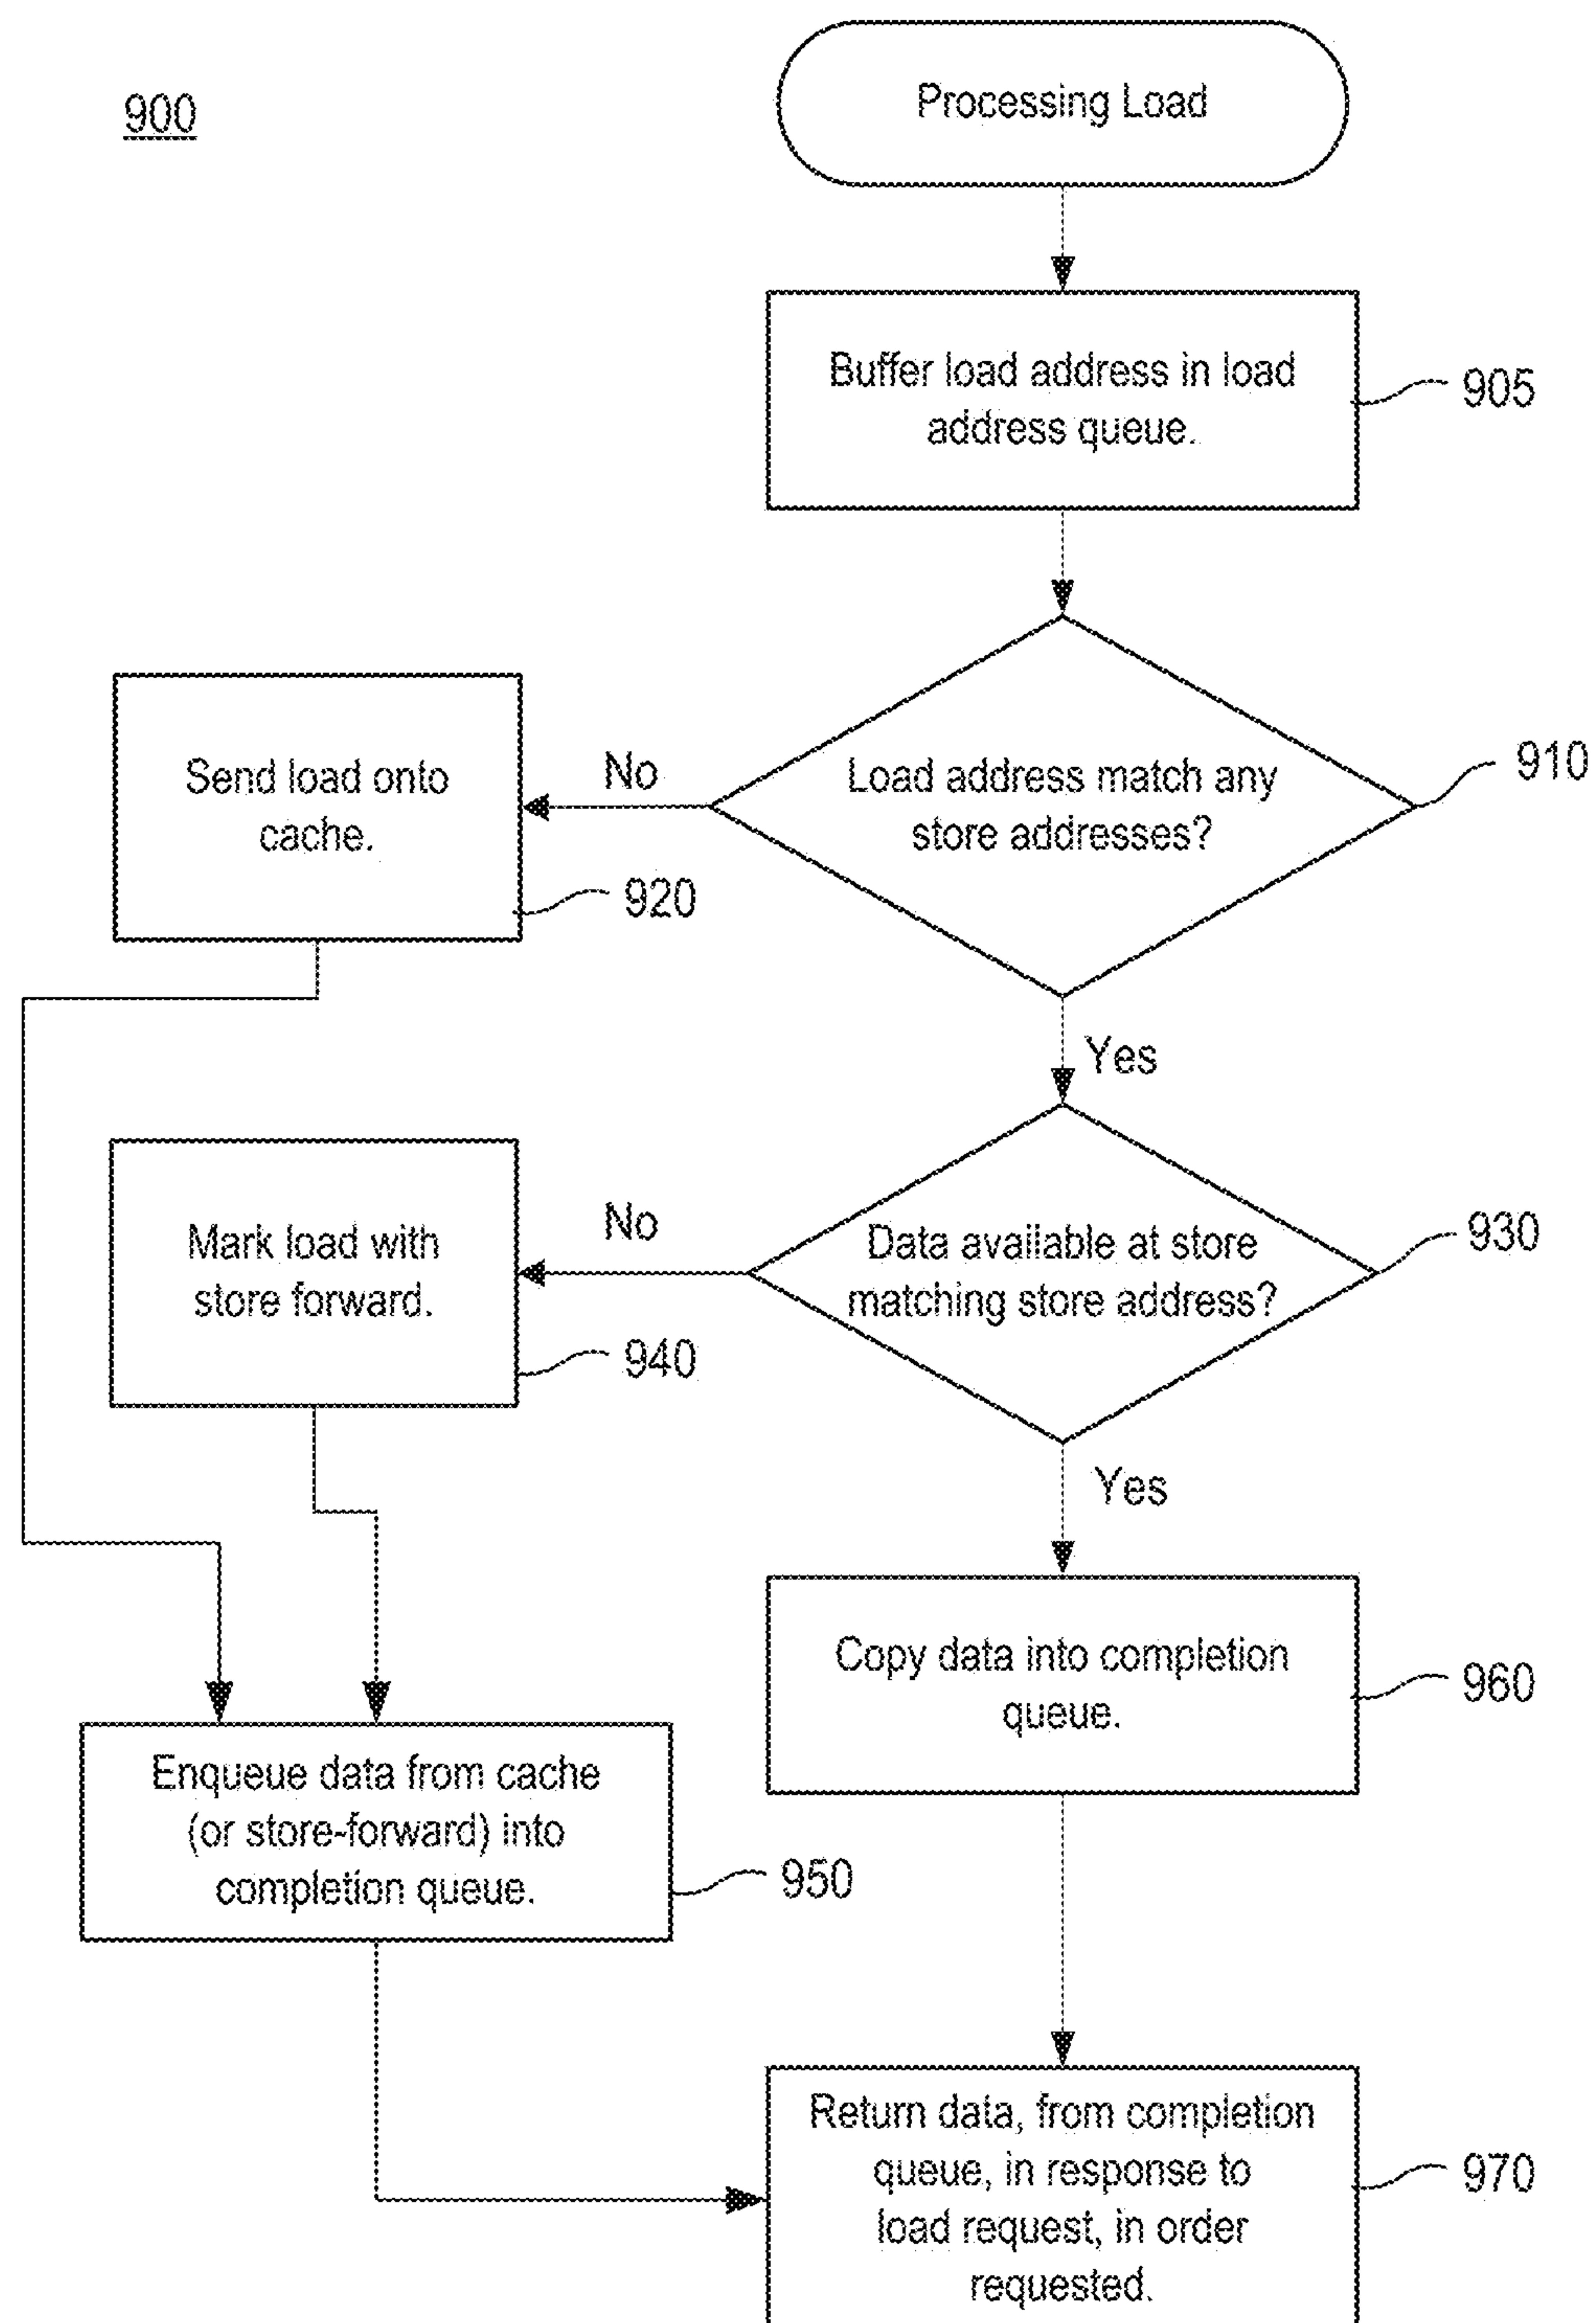 900
Processing Load
Buffer load address in load
address queue.
905
Load address match any
store addresses?
910
No
Send load onto
cache.
920
Yes
Data available at store
matching store address?
930
No
Mark load with
store forward.
940
Yes
Copy data into completion
queue.
960
Enqueue data from cache
(or store-forward) into
completion queue.
950
Return data, from completion
queue, in response to
load request, in order
requested.
970